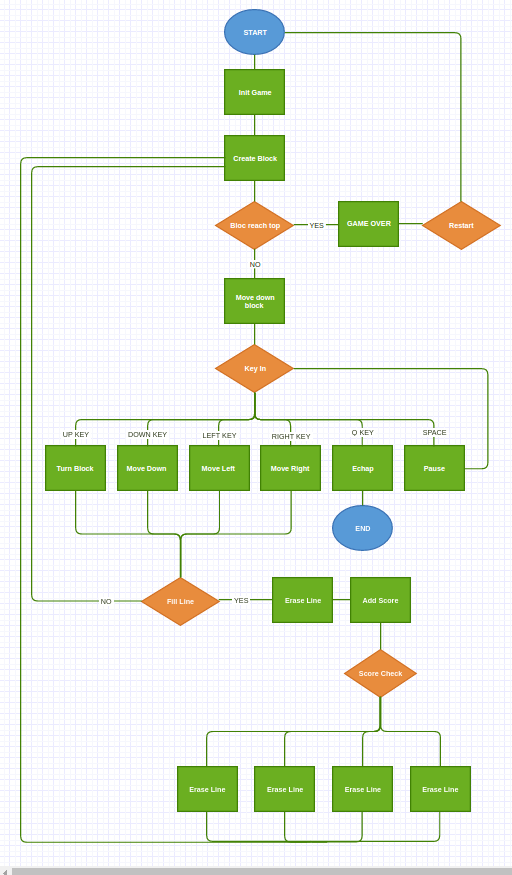 START
Init Game
Create Block
Bloc reach top
YES
GAME OVER
Restart
NO
Move down
block
Key In
UP KEY
DOWN KEY
LEFT KEY
RIGHT KEY
Q KEY
SPACE
Turn Block
Move Down
Move Left
Move Right
Echap
Pause
END
NO
Fill Line
YES
Erase Line
Add Score
Score Check
Erase Line
Erase Line
Erase Line
Erase Line